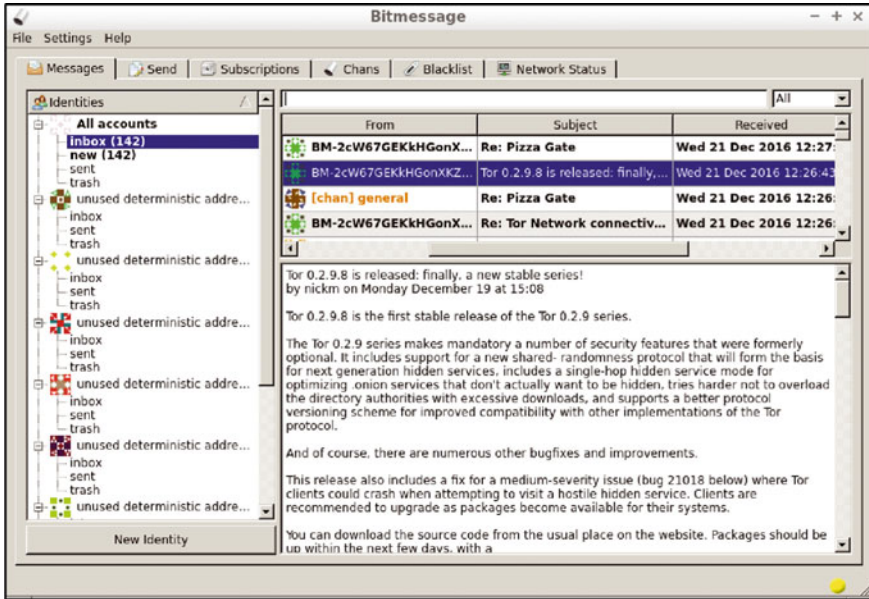 Bitmessage
File Settings Help
Messages Send Subscriptions Chans Blacklist Network Status
Identities
All accounts
inbox (142)
new (142)
sent
trash
unused deterministic addre...
inbox
sent
trash
unused deterministic addre...
inbox
sent
trash
unused deterministic addre...
inbox
sent
trash
unused deterministic addre...
inbox
sent
trash
unused deterministic addre...
inbox
sent
trash
unused deterministic addre...
New Identity
All
From Subject Received
BM-2cW67GEKkHGonX... Re: Pizza Gate Wed 21 Dec 2016 12:27:
BM-2cW67GEKkHGonXKZ... Tor 0.2.9.8 is released: finally,... Wed 21 Dec 2016 12:26:43
[chan] general Re: Pizza Gate Wed 21 Dec 2016 12:26:
BM-2cW67GEKkHGonX... Re: Tor Network connectiv... Wed 21 Dec 2016 12:26:
Tor 0.2.9.8 is released: finally, a new stable series!
by nickm on Monday December 19 at 15:08
Tor 0.2.9.8 is the first stable release of the Tor 0.2.9 series.
The Tor 0.2.9 series makes mandatory a number of security features that were formerly
optional. It includes support for a new shared- randomness protocol that will form the basis
for next generation hidden services, includes a single-hop hidden service mode for
optimizing .onion services that don't actually want to be hidden, tries harder not to overload
the directory authorities with excessive downloads, and supports a better protocol
versioning scheme for improved compatibility with other implementations of the Tor
protocol.
And of course, there are numerous other bugfixes and improvements.
This release also includes a fix for a medium-severity issue (bug 21018 below) where Tor
clients could crash when attempting to visit a hostile hidden service. Clients are
recommended to upgrade as packages become available for their systems.
You can download the source code from the usual place on the website. Packages should be
up within the next few days, with a